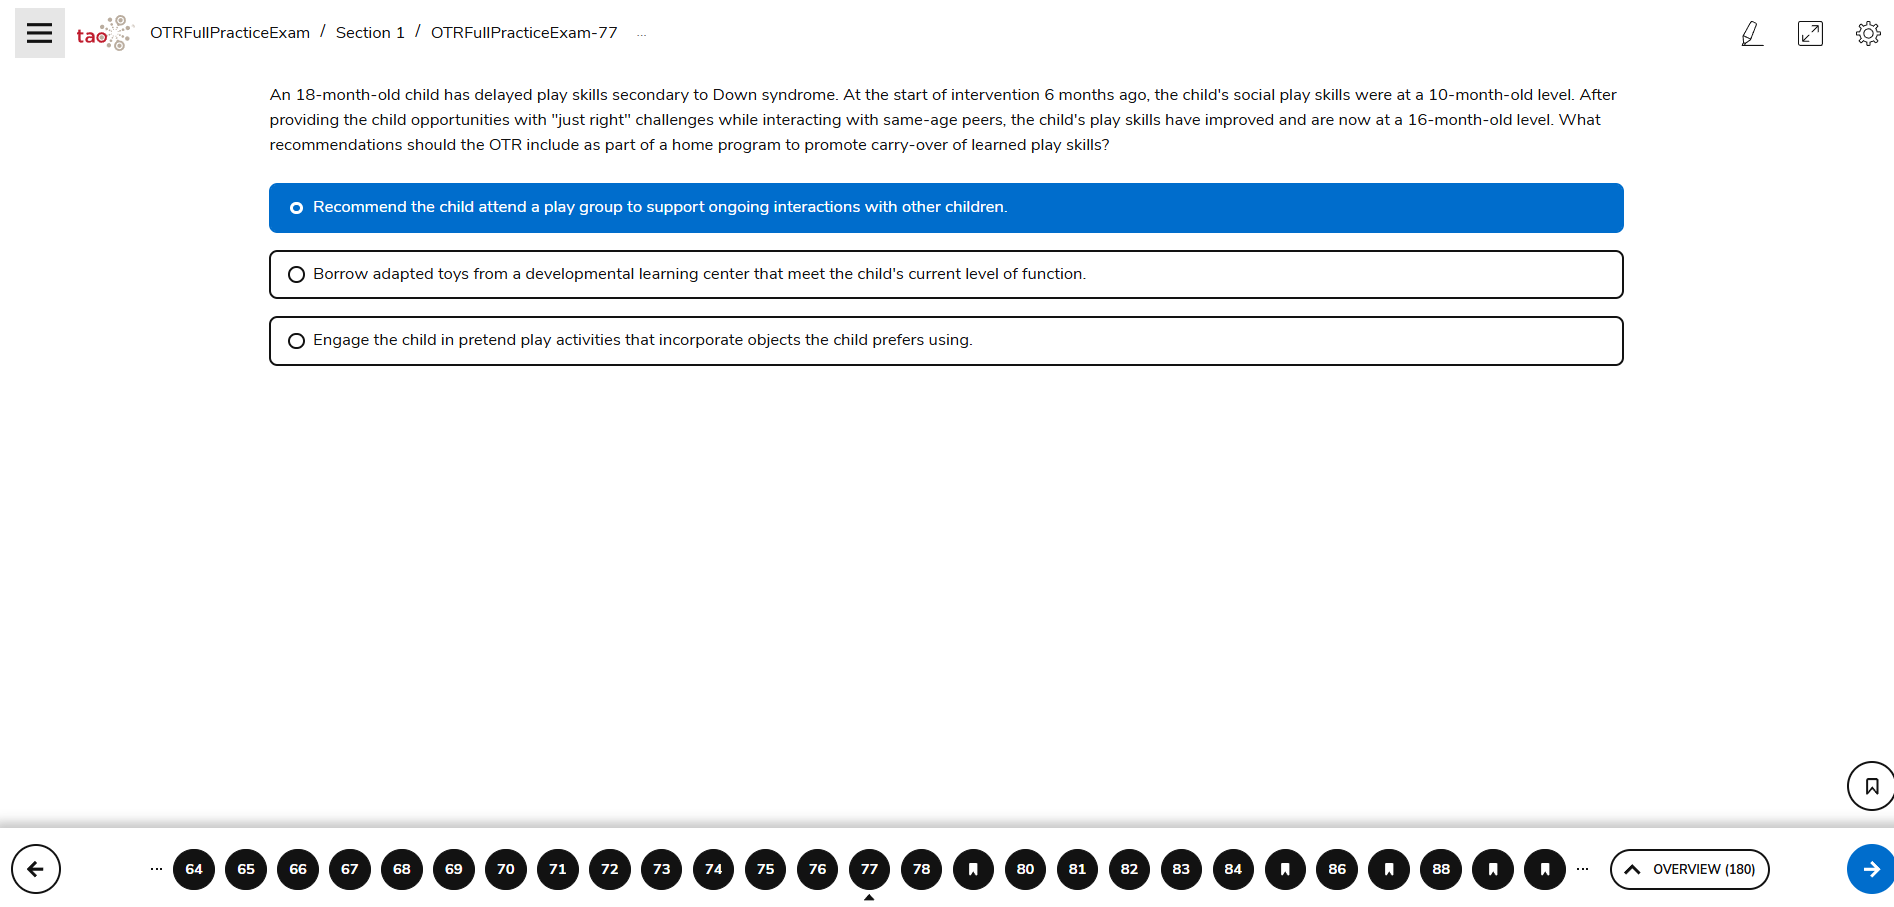 tao
OTRFullPracticeExam / Section 1 / OTRFullPracticeExam-77 ...
An 18-month-old child has delayed play skills secondary to Down syndrome. At the start of intervention 6 months ago, the child's social play skills were at a 10-month-old level. After
providing the child opportunities with "just right" challenges while interacting with same-age peers, the child's play skills have improved and are now at a 16-month-old level. What
recommendations should the OTR include as part of a home program to promote carry-over of learned play skills?
Recommend the child attend a play group to support ongoing interactions with other children.
Borrow adapted toys from a developmental learning center that meet the child's current level of function.
Engage the child in pretend play activities that incorporate objects the child prefers using.
... 64 65 66 67 68 69 70 71 72 73 74 75 76 77 78 80 81 82 83 84 86 88 ... OVERVIEW (180)